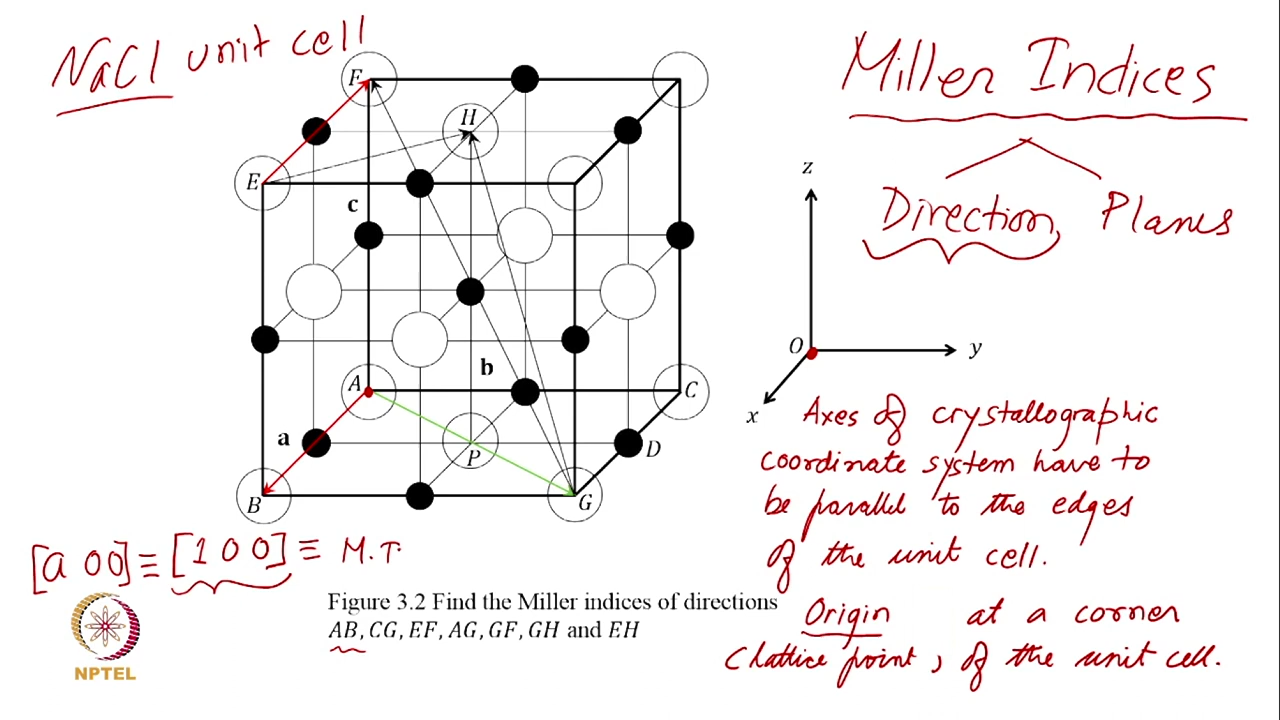 NaCl unit cell
Miller Indices
Direction, Planes
F
H
E
c
A
b
C
a
P
D
B
G
z
O
y
x
Axes of crystallographic
coordinate system have to
be parallel to the edges
of the unit cell.
Origin at a corner
(lattice point) of the unit cell.
[a 0 0] ≡ [1 0 0] ≡ M.I.
Figure 3.2 Find the Miller indices of directions
AB, CG, EF, AG, GF, GH and EH
NPTEL